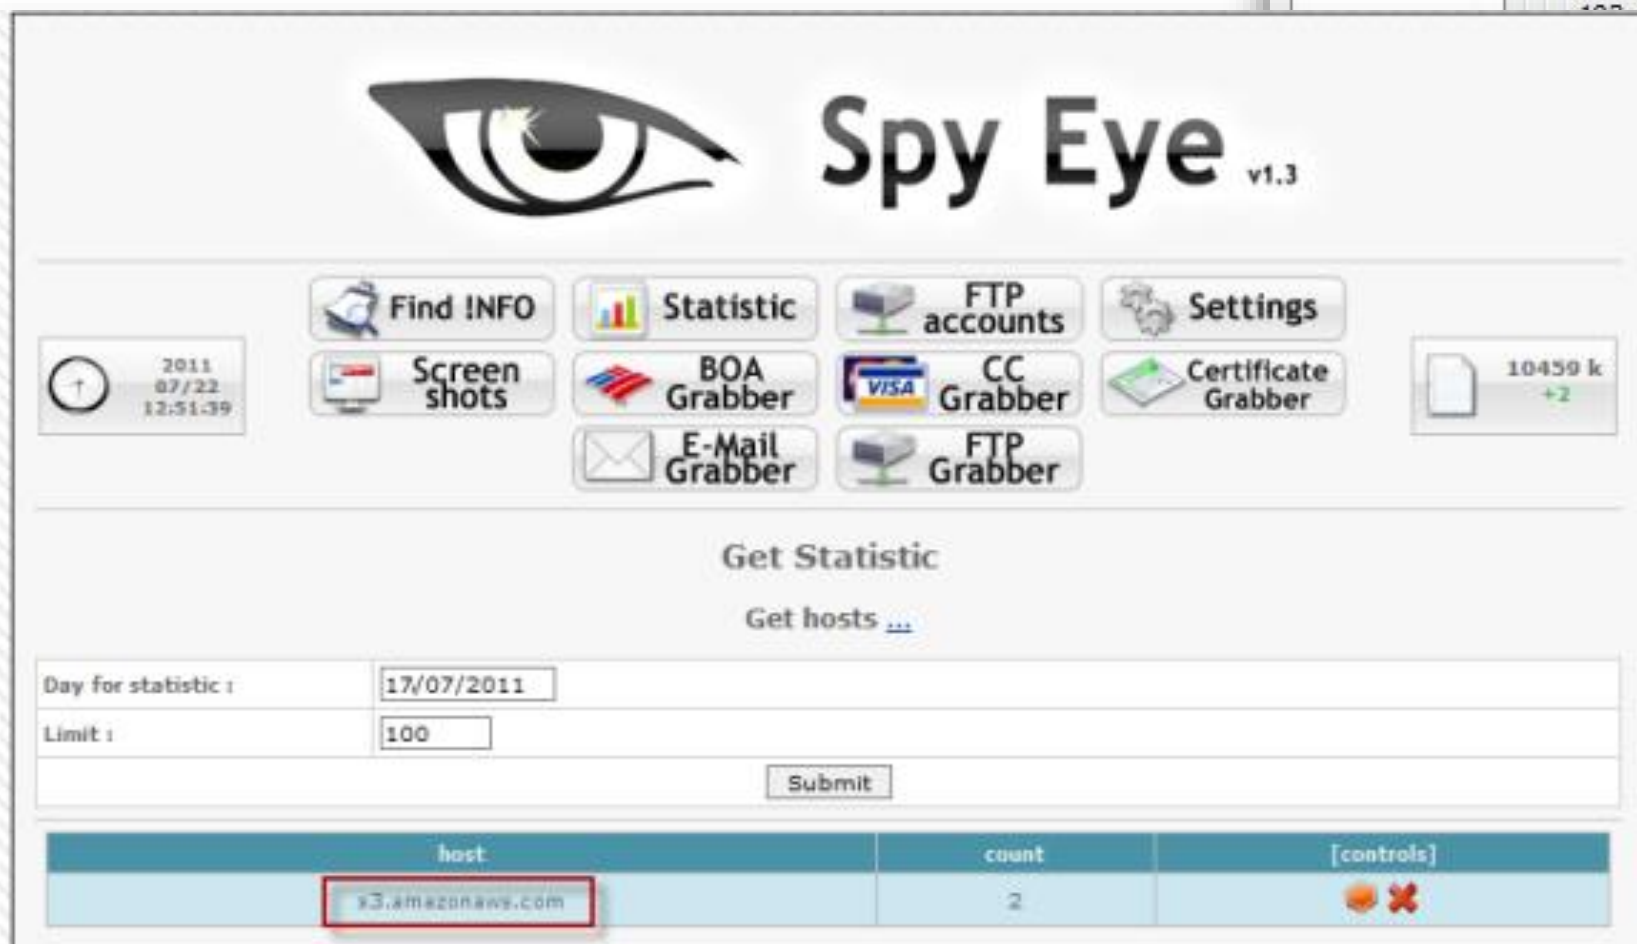 Spy Eye v1.3
Find !NFO
Statistic
FTP accounts
Settings
2011
07/22
12:51:39
Screen shots
BOA Grabber
VISA
CC Grabber
Certificate Grabber
10459 k
+2
E-Mail Grabber
FTP Grabber
Get Statistic
Get hosts ...
Day for statistic :
17/07/2011
Limit :
100
Submit
host
count
[controls]
s3.amazonaws.com
2